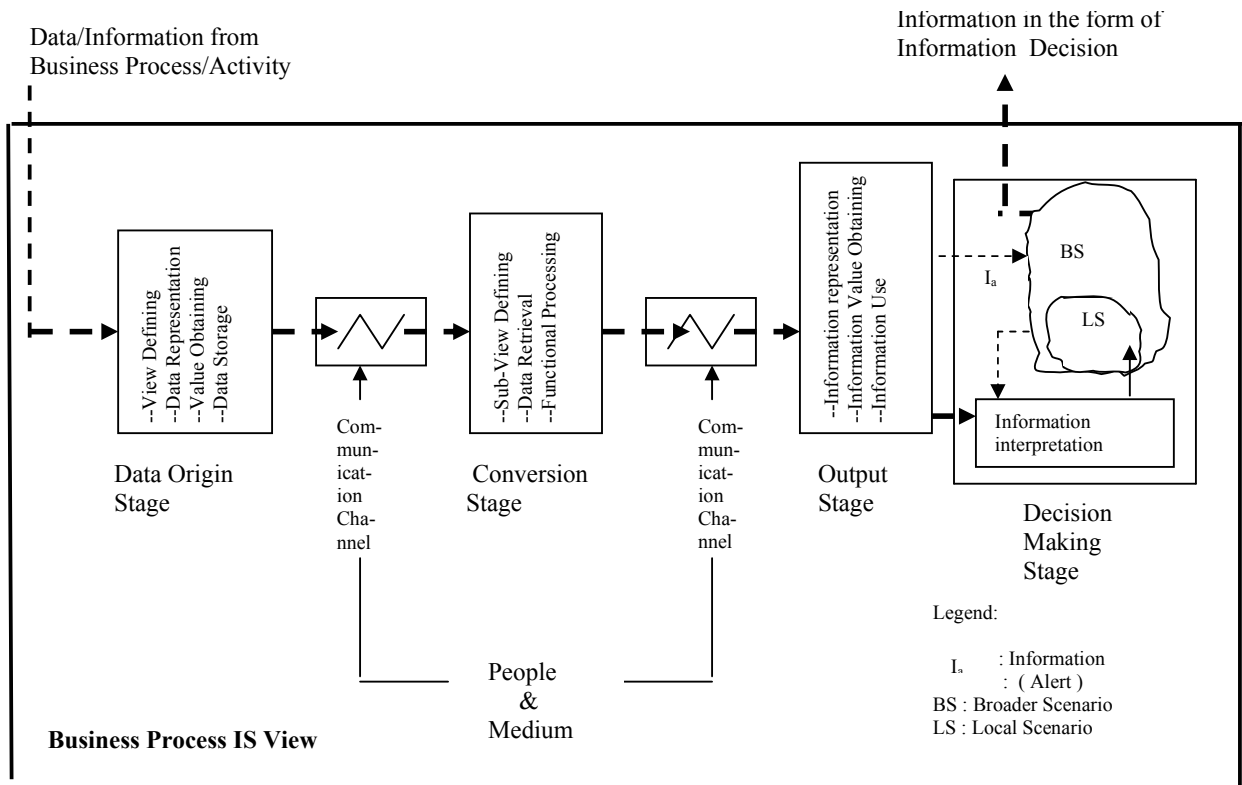 Data/Information from
Business Process/Activity
Information in the form of
Information Decision
--View Defining
--Data Representation
--Value Obtaining
--Data Storage
Data Origin
Stage
Com-
mun-
icat-
ion
Cha-
nnel
--Sub-View Defining
--Data Retrieval
--Functional Processing
Conversion
Stage
Com-
mun-
icat-
ion
Cha-
nnel
--Information representation
--Information Value Obtaining
--Information Use
Output
Stage
BS
Ia
LS
Information
interpretation
Decision
Making
Stage
People
&
Medium
Legend:
Ia : Information
: ( Alert )
BS : Broader Scenario
LS : Local Scenario
Business Process IS View